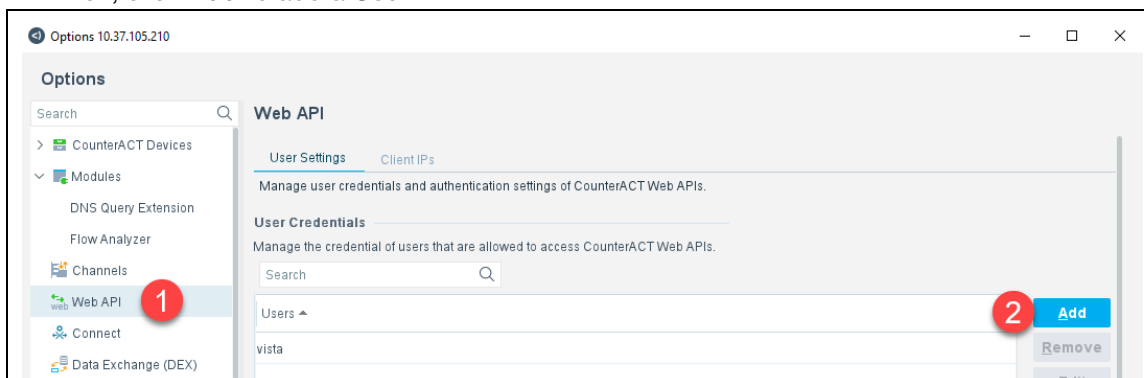 Options 10.37.105.210
Options
Search
CounterACT Devices
Modules
DNS Query Extension
Flow Analyzer
Channels
web Web API 1
Connect
Data Exchange (DEX)
Web API
User Settings Client IPs
Manage user credentials and authentication settings of CounterACT Web APIs.
User Credentials
Manage the credential of users that are allowed to access CounterACT Web APIs.
Search
Users
2 Add
vista
Remove